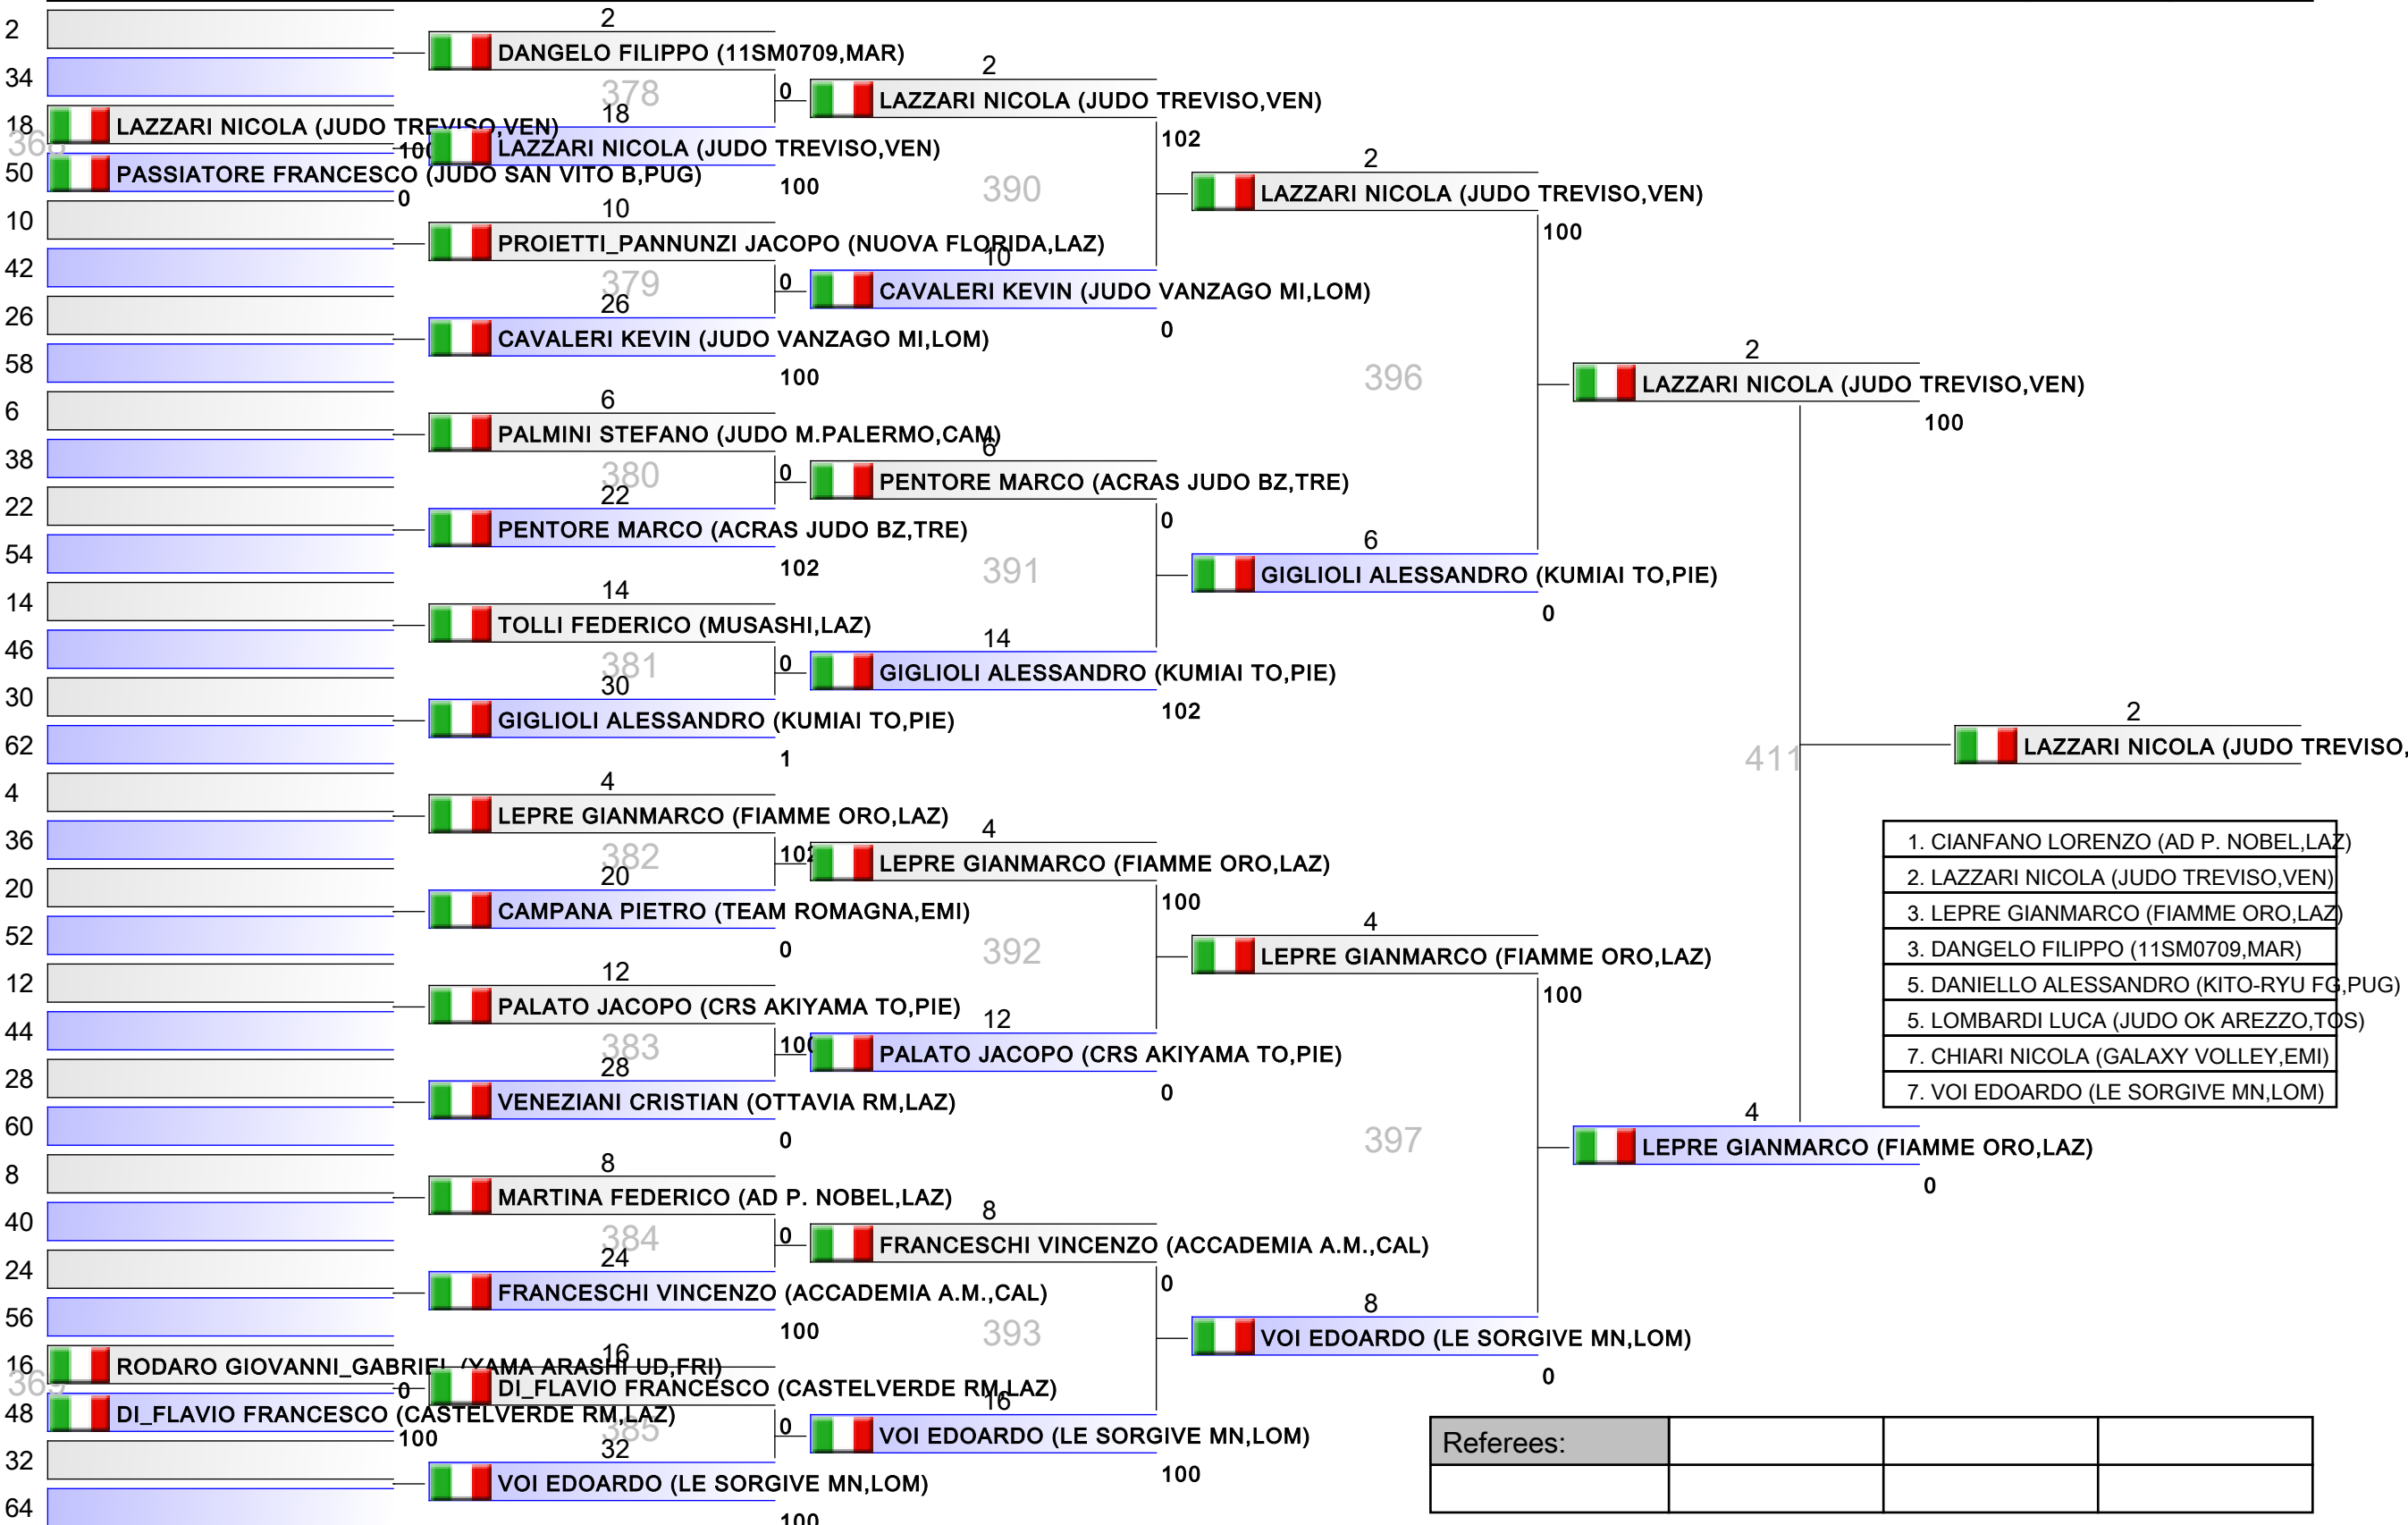 2
34
18
LAZZARI NICOLA (JUDO TREVISO,VEN)
368
100
50
PASSIATORE FRANCESCO (JUDO SAN VITO B,PUG)
0
10
42
26
58
6
38
22
54
14
46
30
62
4
36
20
52
12
44
28
60
8
40
24
56
16
RODARO GIOVANNI_GABRIEL (YAMA ARASHI UD,FRI)
369
0
48
DI_FLAVIO FRANCESCO (CASTELVERDE RM,LAZ)
100
32
64
2
DANGELO FILIPPO (11SM0709,MAR)
378
0
18
LAZZARI NICOLA (JUDO TREVISO,VEN)
100
10
PROIETTI_PANNUNZI JACOPO (NUOVA FLORIDA,LAZ)
379
0
26
CAVALERI KEVIN (JUDO VANZAGO MI,LOM)
100
6
PALMINI STEFANO (JUDO M.PALERMO,CAM)
380
0
22
PENTORE MARCO (ACRAS JUDO BZ,TRE)
102
14
TOLLI FEDERICO (MUSASHI,LAZ)
381
0
30
GIGLIOLI ALESSANDRO (KUMIAI TO,PIE)
1
4
LEPRE GIANMARCO (FIAMME ORO,LAZ)
382
102
20
CAMPANA PIETRO (TEAM ROMAGNA,EMI)
0
12
PALATO JACOPO (CRS AKIYAMA TO,PIE)
383
100
28
VENEZIANI CRISTIAN (OTTAVIA RM,LAZ)
0
8
MARTINA FEDERICO (AD P. NOBEL,LAZ)
384
0
24
FRANCESCHI VINCENZO (ACCADEMIA A.M.,CAL)
100
16
DI_FLAVIO FRANCESCO (CASTELVERDE RM,LAZ)
385
0
32
VOI EDOARDO (LE SORGIVE MN,LOM)
100
2
LAZZARI NICOLA (JUDO TREVISO,VEN)
102
390
10
CAVALERI KEVIN (JUDO VANZAGO MI,LOM)
0
6
PENTORE MARCO (ACRAS JUDO BZ,TRE)
0
391
14
GIGLIOLI ALESSANDRO (KUMIAI TO,PIE)
102
4
LEPRE GIANMARCO (FIAMME ORO,LAZ)
100
392
12
PALATO JACOPO (CRS AKIYAMA TO,PIE)
0
8
FRANCESCHI VINCENZO (ACCADEMIA A.M.,CAL)
0
393
16
VOI EDOARDO (LE SORGIVE MN,LOM)
100
2
LAZZARI NICOLA (JUDO TREVISO,VEN)
100
396
6
GIGLIOLI ALESSANDRO (KUMIAI TO,PIE)
0
4
LEPRE GIANMARCO (FIAMME ORO,LAZ)
100
397
8
VOI EDOARDO (LE SORGIVE MN,LOM)
0
2
LAZZARI NICOLA (JUDO TREVISO,VEN)
100
411
4
LEPRE GIANMARCO (FIAMME ORO,LAZ)
0
2
LAZZARI NICOLA (JUDO TREVISO,
1. CIANFANO LORENZO (AD P. NOBEL,LAZ)
2. LAZZARI NICOLA (JUDO TREVISO,VEN)
3. LEPRE GIANMARCO (FIAMME ORO,LAZ)
3. DANGELO FILIPPO (11SM0709,MAR)
5. DANIELLO ALESSANDRO (KITO-RYU FG,PUG)
5. LOMBARDI LUCA (JUDO OK AREZZO,TOS)
7. CHIARI NICOLA (GALAXY VOLLEY,EMI)
7. VOI EDOARDO (LE SORGIVE MN,LOM)
Referees: